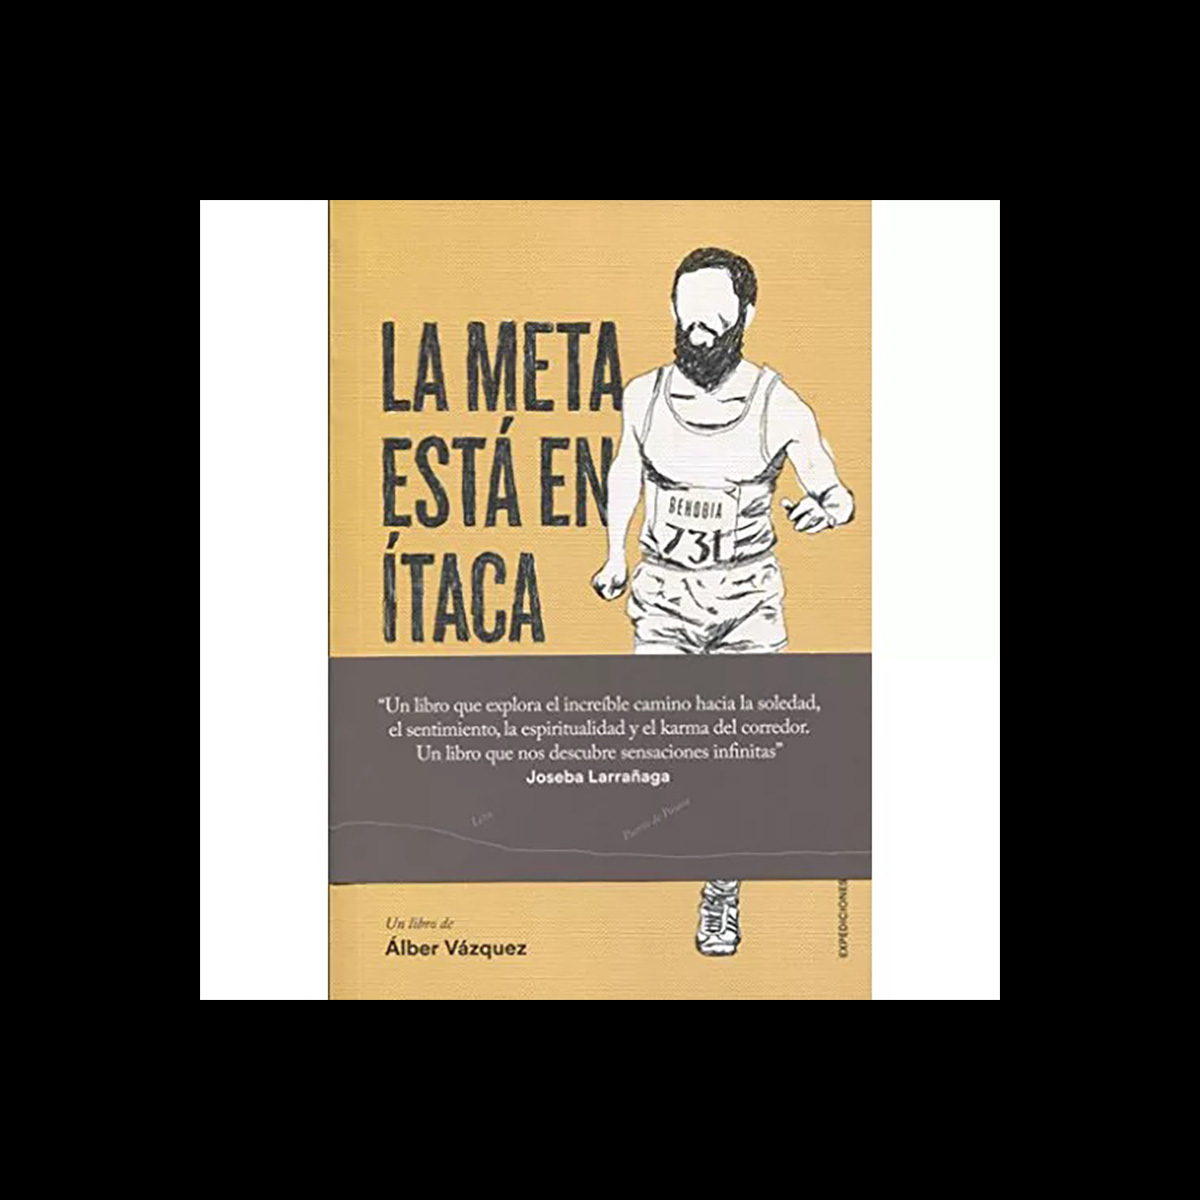 LA META
ESTÁ EN
ÍTACA
BEHOBIA
731
“Un libro que explora el increíble camino hacia la soledad,
el sentimiento, la espiritualidad y el karma del corredor.
Un libro que nos descubre sensaciones infinitas”
Joseba Larrañaga
Puerto de
Un libro de
Álber Vázquez
EXPEDICIONES